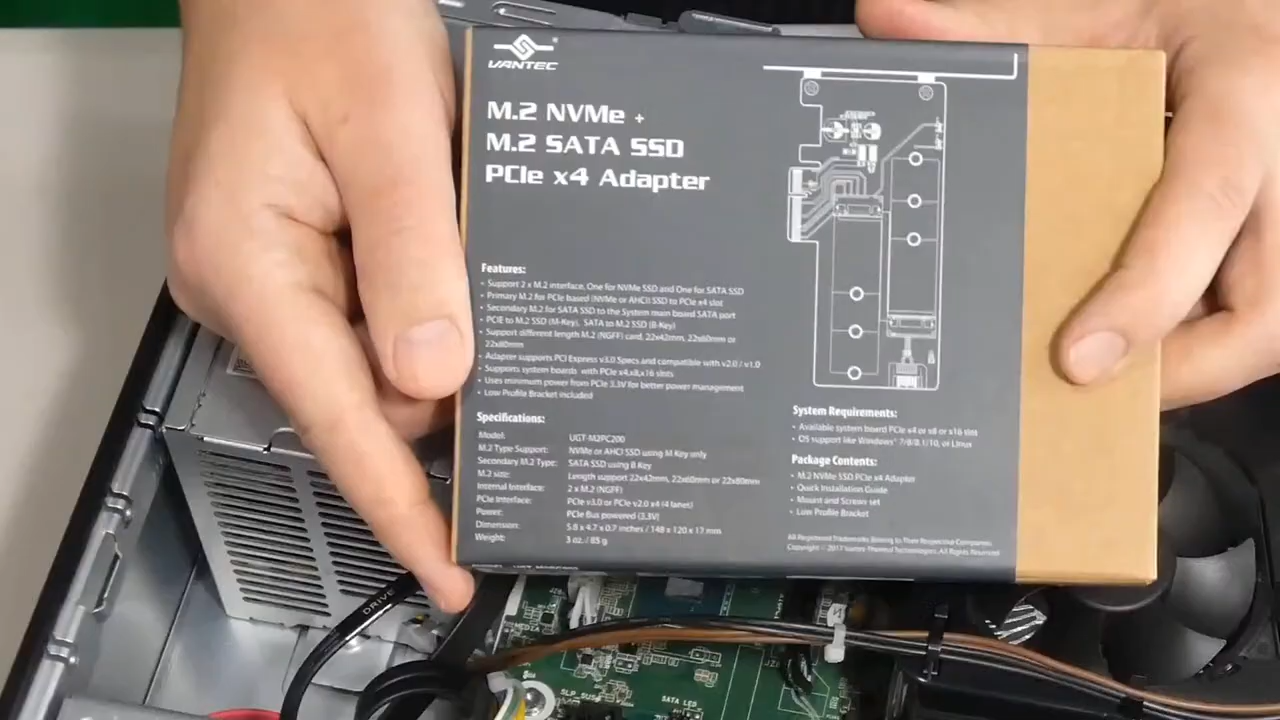 VANTEC
M.2 NVMe +
M.2 SATA SSD
PCIe x4 Adapter
Features:
• Support 2 x M.2 interface, One for NVMe SSD and One for SATA SSD
• Primary M.2 for PCIe based (NVMe or AHCI) SSD to PCIe x4 slot
• Secondary M.2 for SATA SSD to the System main board SATA port
• PCIE to M.2 SSD (M-Key), SATA to M.2 SSD (B-Key)
• Support different length M.2 (NGFF) card, 22x42mm, 22x60mm or
22x80mm
• Adapter supports PCI Express v3.0 Specs and compatible with v2.0 / v1.0
• Supports system boards with PCIe x4,x8,x16 slots
• Uses minimum power from PCIe 3.3V for better power management
• Low Profile Bracket included
Specifications:
Model: UGT-M2PC200
M.2 Type Support: NVMe or AHCI SSD using M Key only
Secondary M.2 Type: SATA SSD using B Key
M.2 size: Length support 22x42mm, 22x60mm or 22x80mm
Internal Interface: 2 x M.2 (NGFF)
PCIe Interface: PCIe v3.0 or PCIe v2.0 x4 (4 lanes)
Power: PCIe Bus powered (3.3V)
Dimension: 5.8 x 4.7 x 0.7 inches / 148 x 120 x 17 mm
Weight: 3 oz. / 85 g
System Requirements:
• Available system board PCIe x4 or x8 or x16 slots
• OS support like Windows® 7/8/8.1/10, or Linux
Package Contents:
• M.2 NVMe SSD PCIe x4 Adapter
• Quick Installation Guide
• Mount and Screw set
• Low Profile Bracket
All Registered Trademarks Belong to Their Respective Companies.
Copyright © 2017 Vantec Thermal Technologies. All Rights Reserved
DRIVE
SATA LED